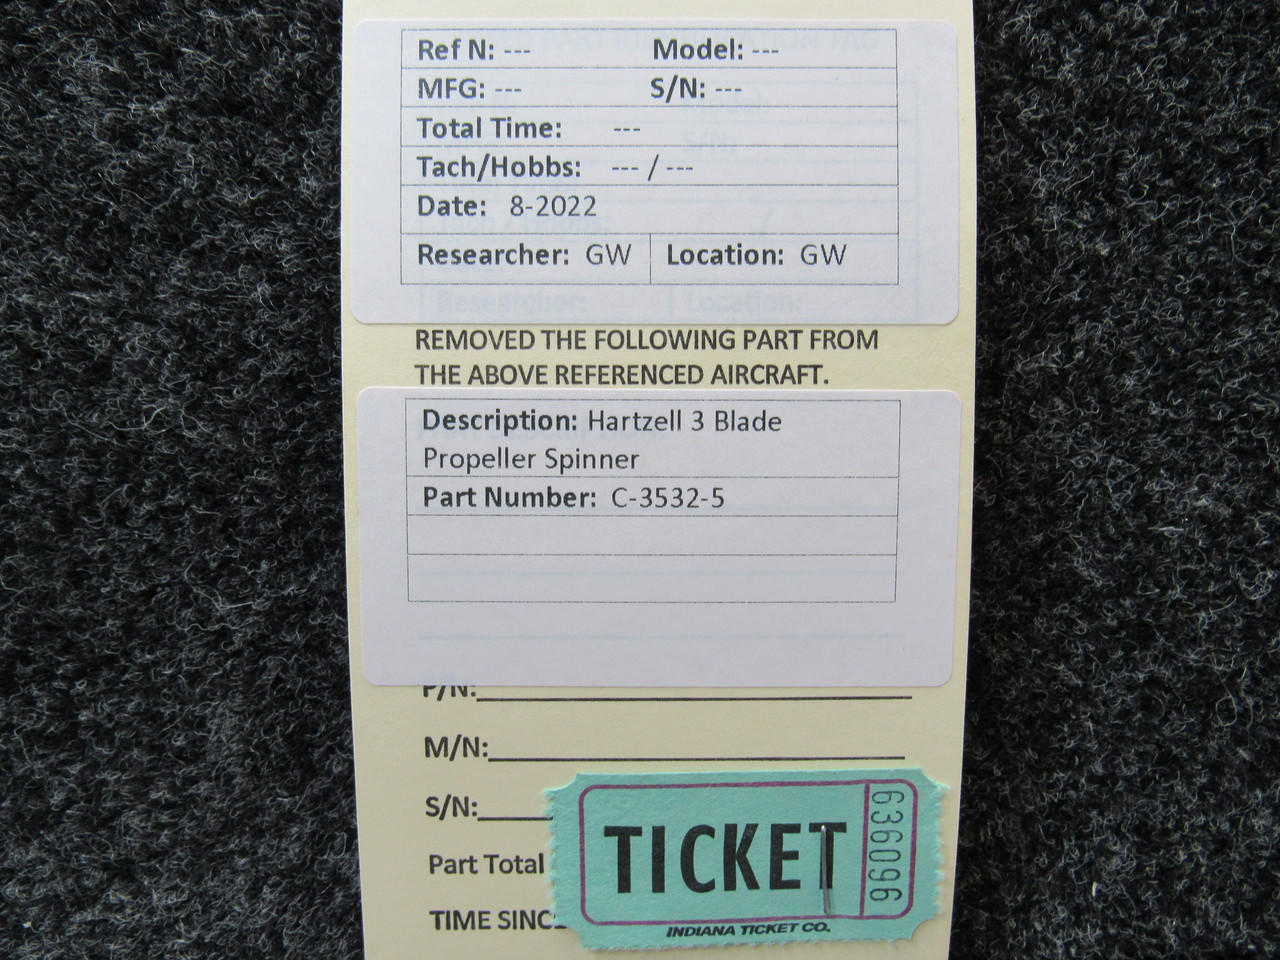 Ref N: --- Model: ---
MFG: --- S/N: ---
Total Time: ---
Tach/Hobbs: --- / ---
Date: 8-2022
Researcher: GW Location: GW
Researcher: Location:
REMOVED THE FOLLOWING PART FROM
THE ABOVE REFERENCED AIRCRAFT.
Description: Hartzell 3 Blade
Propeller Spinner
Part Number: C-3532-5
P/N:
M/N:
S/N:
Part Total
TIME SINC
TICKET
636096
INDIANA TICKET CO.